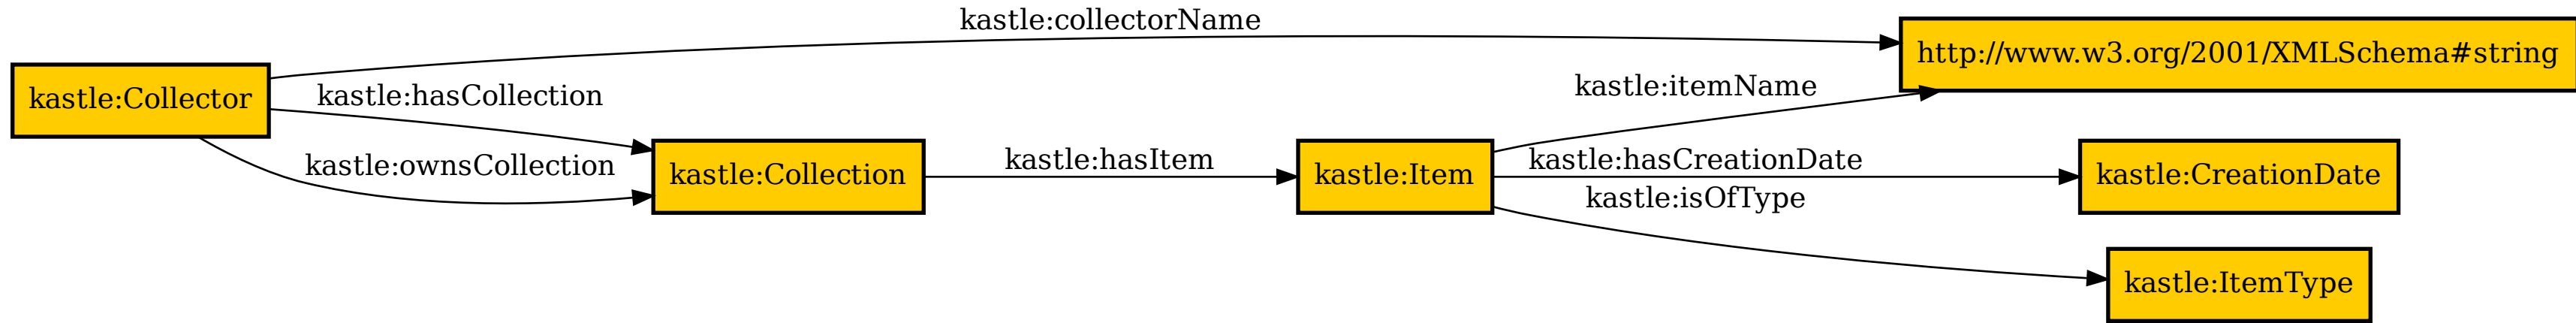 kastle:collectorName
http://www.w3.org/2001/XMLSchema#string
kastle:Collector
kastle:hasCollection
kastle:itemName
kastle:ownsCollection
kastle:Collection
kastle:hasItem
kastle:Item
kastle:hasCreationDate
kastle:CreationDate
kastle:isOfType
kastle:ItemType